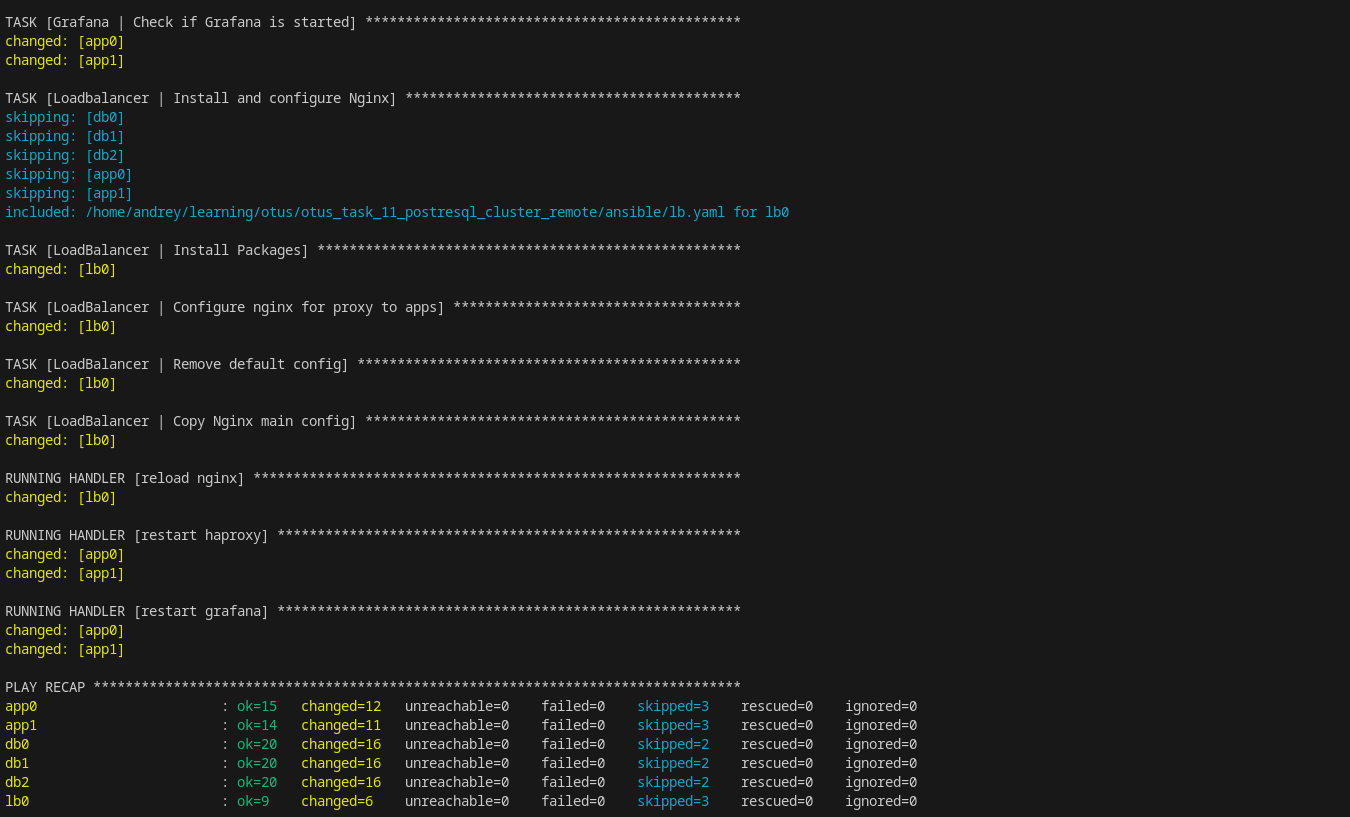 TASK [Grafana | Check if Grafana is started] ***********************************************
changed: [app0]
changed: [app1]

TASK [Loadbalancer | Install and configure Nginx] ******************************************
skipping: [db0]
skipping: [db1]
skipping: [db2]
skipping: [app0]
skipping: [app1]
included: /home/andrey/learning/otus/otus_task_11_postresql_cluster_remote/ansible/lb.yaml for lb0

TASK [LoadBalancer | Install Packages] *****************************************************
changed: [lb0]

TASK [LoadBalancer | Configure nginx for proxy to apps] ************************************
changed: [lb0]

TASK [LoadBalancer | Remove default config] ************************************************
changed: [lb0]

TASK [LoadBalancer | Copy Nginx main config] ***********************************************
changed: [lb0]

RUNNING HANDLER [reload nginx] *************************************************************
changed: [lb0]

RUNNING HANDLER [restart haproxy] **********************************************************
changed: [app0]
changed: [app1]

RUNNING HANDLER [restart grafana] **********************************************************
changed: [app0]
changed: [app1]

PLAY RECAP *********************************************************************************
app0                       : ok=15   changed=12   unreachable=0    failed=0    skipped=3    rescued=0    ignored=0
app1                       : ok=14   changed=11   unreachable=0    failed=0    skipped=3    rescued=0    ignored=0
db0                        : ok=20   changed=16   unreachable=0    failed=0    skipped=2    rescued=0    ignored=0
db1                        : ok=20   changed=16   unreachable=0    failed=0    skipped=2    rescued=0    ignored=0
db2                        : ok=20   changed=16   unreachable=0    failed=0    skipped=2    rescued=0    ignored=0
lb0                        : ok=9    changed=6    unreachable=0    failed=0    skipped=3    rescued=0    ignored=0